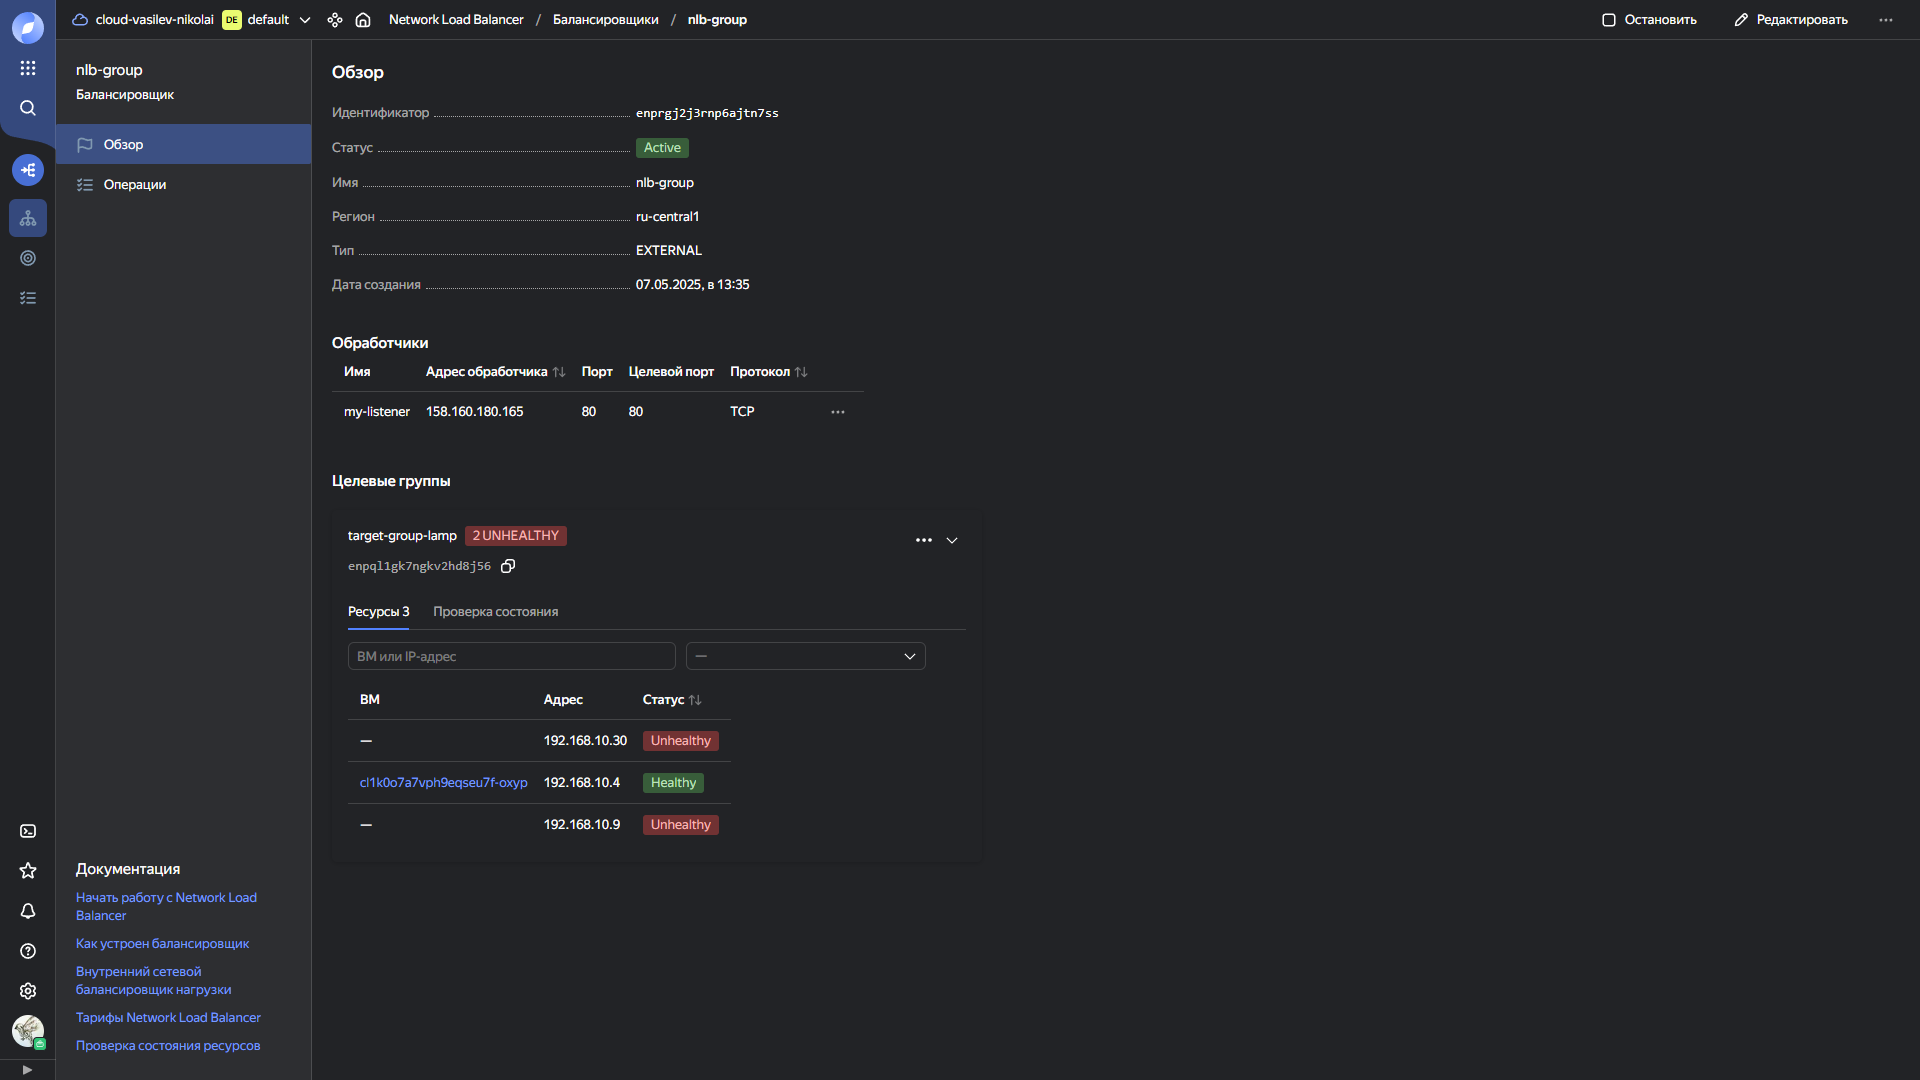 cloud-vasilev-nikolai DE default Network Load Balancer / Балансировщики / nlb-group Остановить Редактировать
nlb-group
Балансировщик
Обзор
Операции
Обзор
Идентификатор enprgj2j3rnp6ajtn7ss
Статус Active
Имя nlb-group
Регион ru-central1
Тип EXTERNAL
Дата создания 07.05.2025, в 13:35
Обработчики
Имя Адрес обработчика Порт Целевой порт Протокол
my-listener 158.160.180.165 80 80 TCP
Целевые группы
target-group-lamp 2 UNHEALTHY
enpql1gk7ngkv2hd8j56
Ресурсы 3 Проверка состояния
ВМ или IP-адрес —
ВМ Адрес Статус
— 192.168.10.30 Unhealthy
cl1k0o7a7vph9eqseu7f-oxyp 192.168.10.4 Healthy
— 192.168.10.9 Unhealthy
Документация
Начать работу с Network Load
Balancer
Как устроен балансировщик
Внутренний сетевой
балансировщик нагрузки
Тарифы Network Load Balancer
Проверка состояния ресурсов